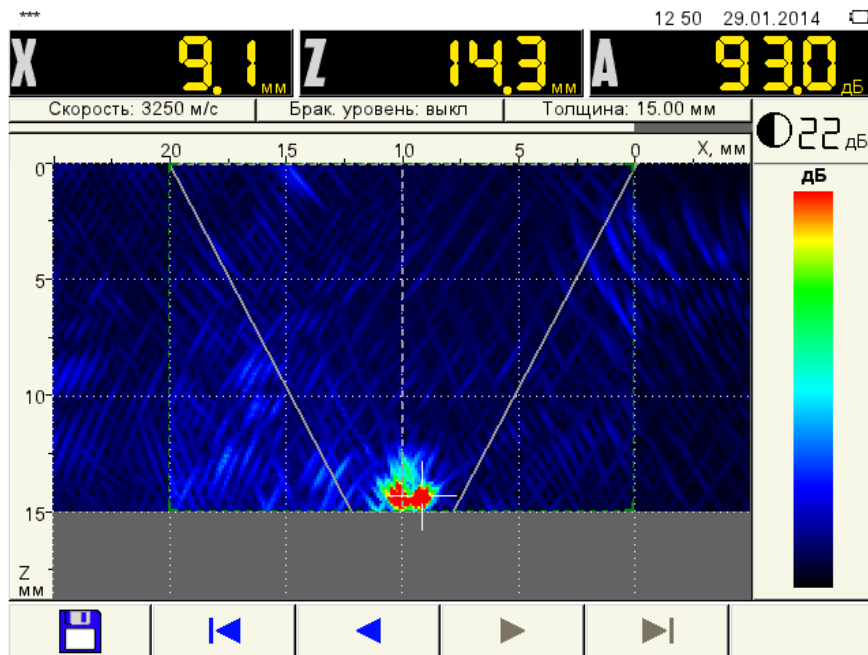 ***
12 50 29.01.2014
X 9.1 мм Z 14.3 мм A 93.0 дБ
Скорость: 3250 м/с Брак. уровень: выкл Толщина: 15.00 мм
22 дБ
20 15 10 5 0 X, мм
дБ
0
5
10
15
Z
мм